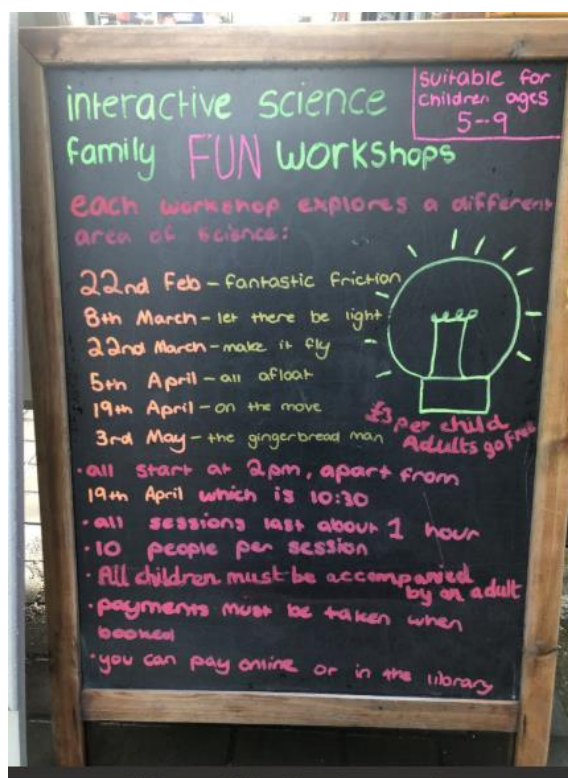 interactive science
family FUN workshops
suitable for
children ages
5--9
each workshop explores a different
area of science:
22nd Feb - fantastic friction
8th March - let there be light
22nd March - make it fly
5th April - all afloat
19th April - on the move
3rd May - the gingerbread man
£3 per child
Adults go free
·all start at 2pm, apart from
19th April which is 10:30
·all sessions last about 1 hour
·10 people per session
·All children must be accompanied
by an adult
·payments must be taken when
booked
·you can pay online or in the library